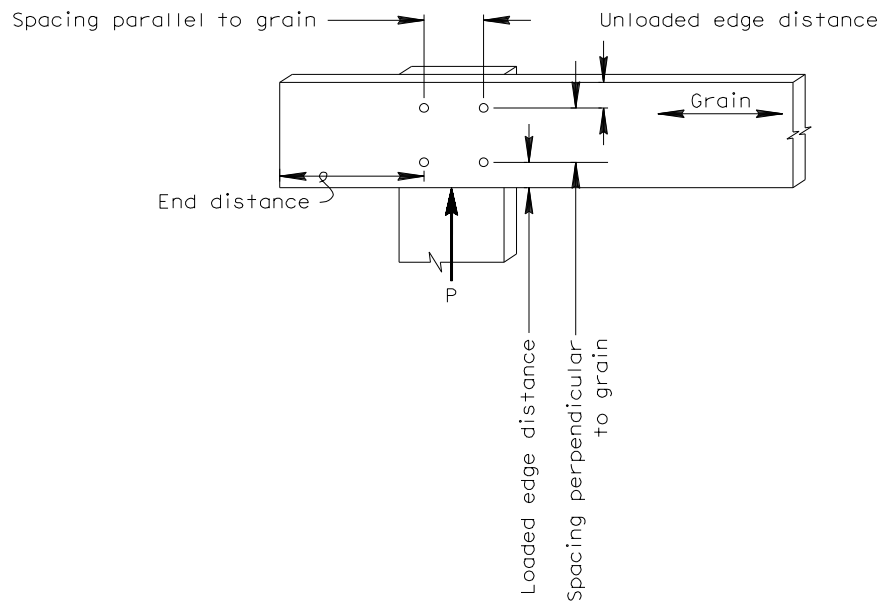 Spacing parallel to grain
Unloaded edge distance
Grain
End distance
P
Loaded edge distance
Spacing perpendicular
to grain